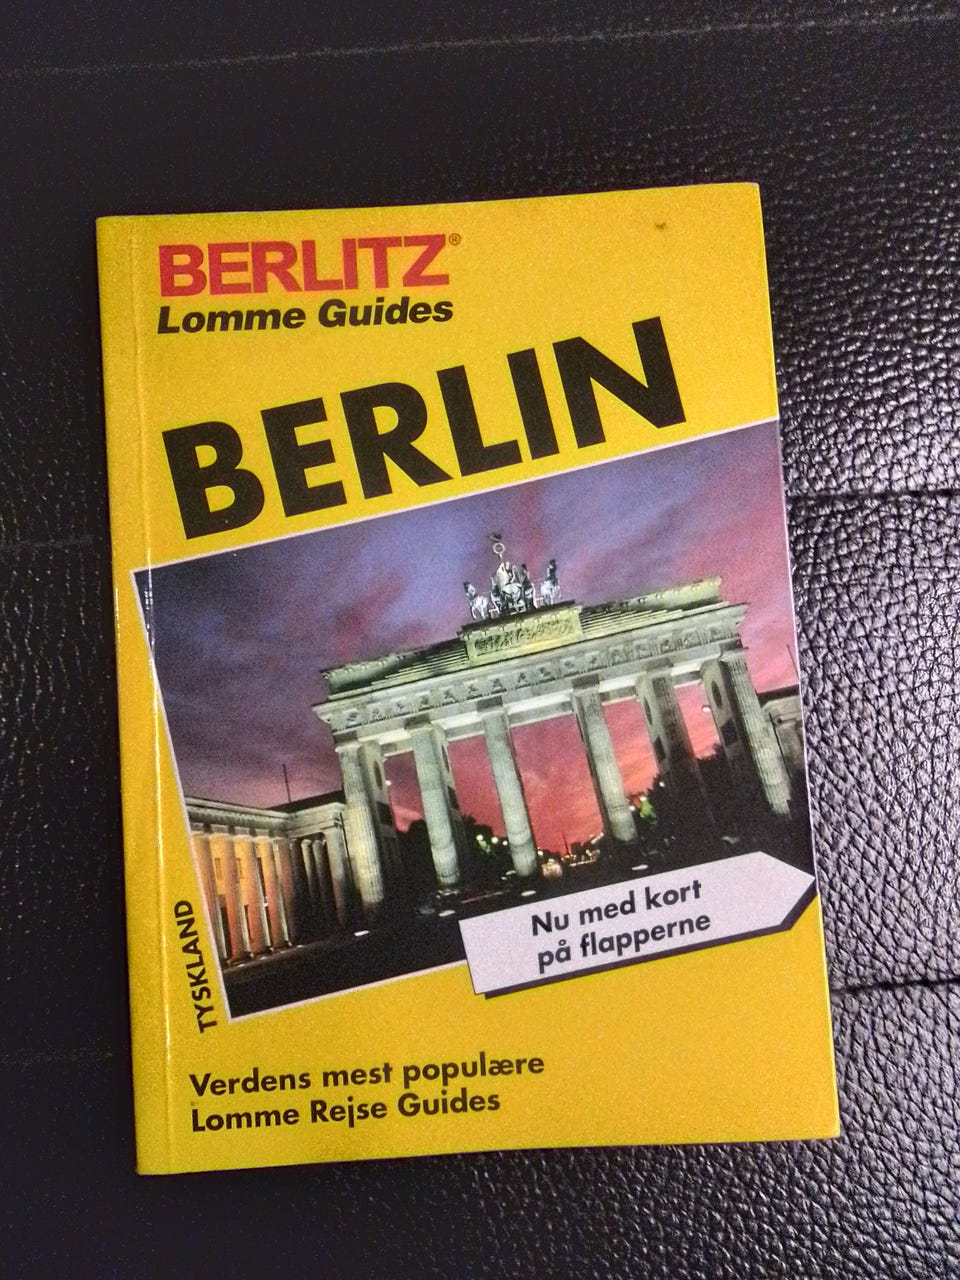 BERLITZ®
Lomme Guides
BERLIN
TYSKLAND
Nu med kort
på flapperne
Verdens mest populære
Lomme Rejse Guides